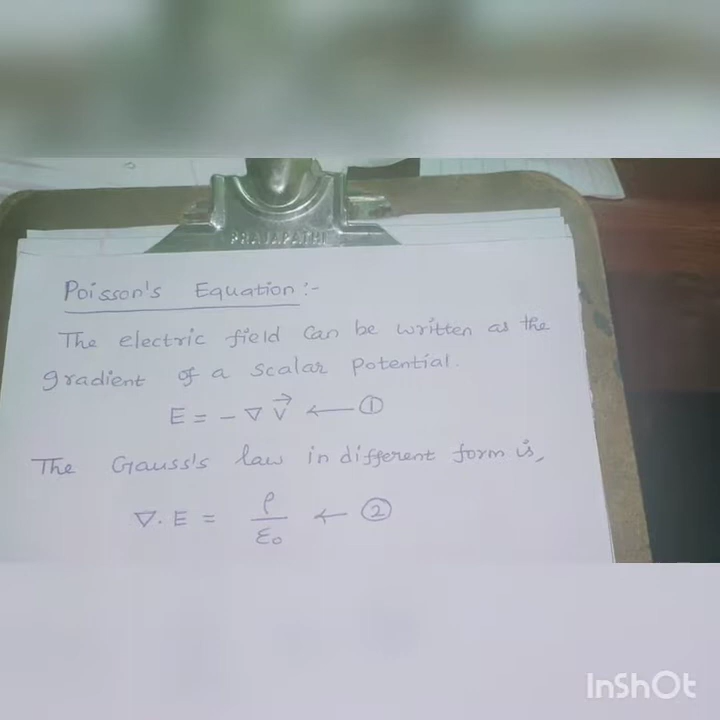 PRAJAPATHI
Poisson's Equation :-
The electric field can be written as the
gradient of a scalar potential.
E = - ∇ V⃗ ← ①
The Gauss's law in different form is,
∇. E = ρ/ε₀ ← ②
InShOt